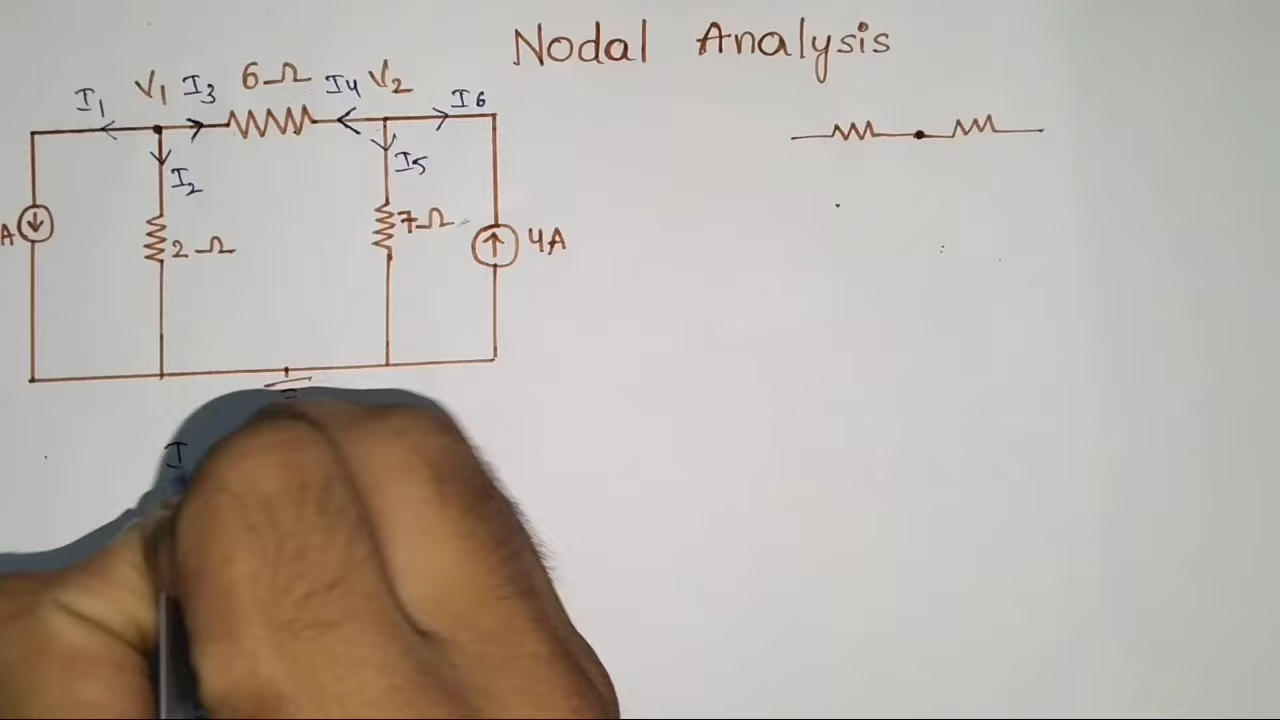 Nodal Analysis
I1 V1 I3 6Ω I4 V2 I6
I2 I5
A 2Ω 7Ω 4A
I